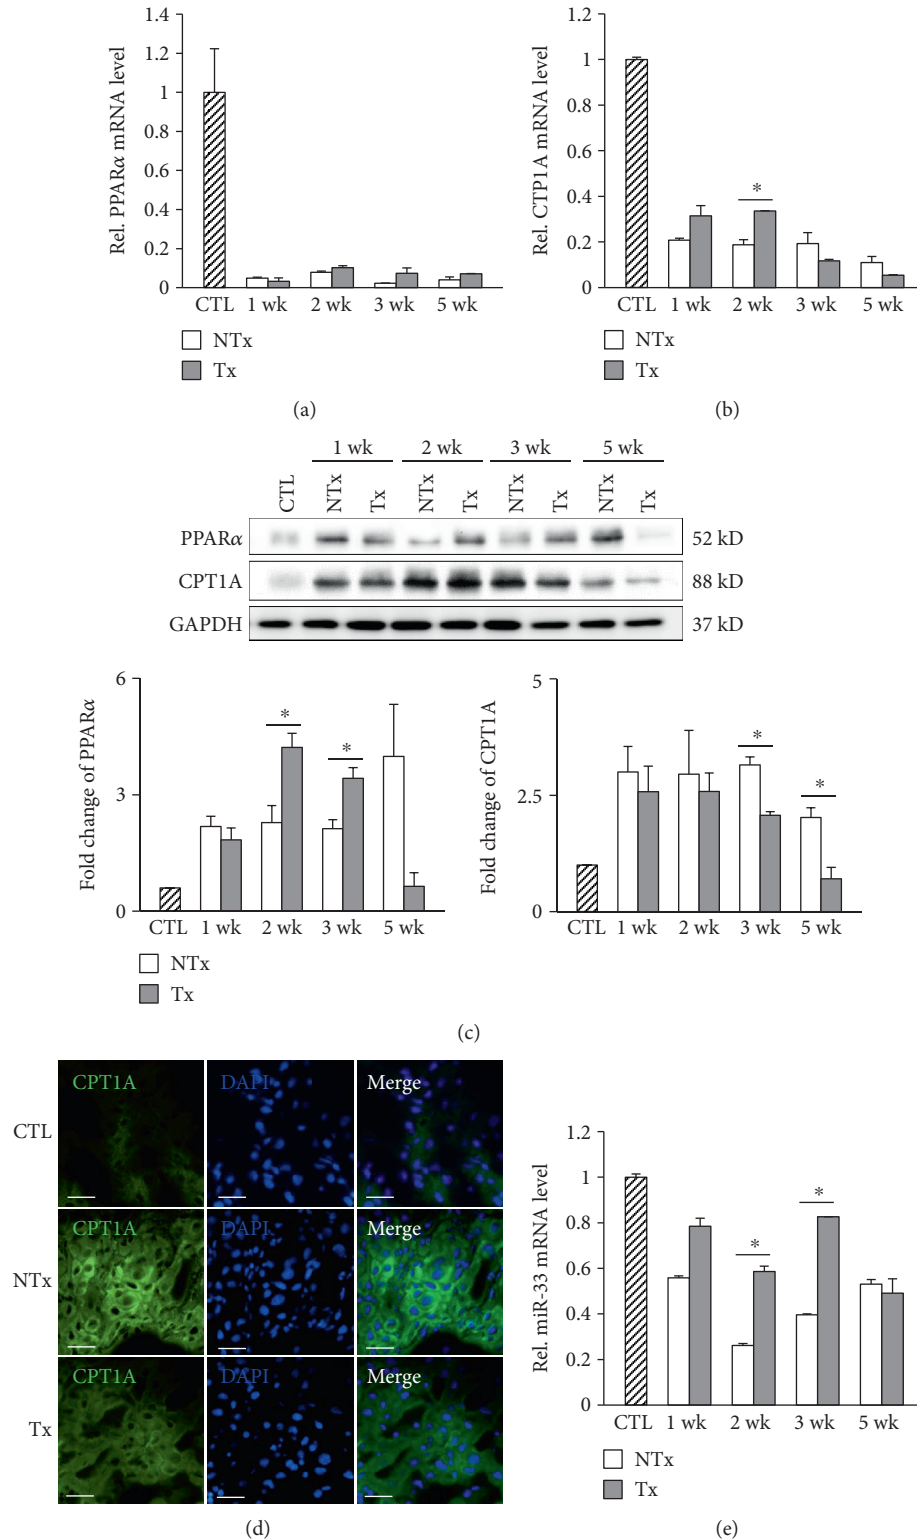 1.4
1.2
1
0.8
0.6
0.4
0.2
0
Rel. PPARα mRNA level
CTL 1 wk 2 wk 3 wk 5 wk
NTx
Tx
(a)
1.2
1
0.8
0.6
0.4
0.2
0
Rel. CTP1A mRNA level
*
CTL 1 wk 2 wk 3 wk 5 wk
NTx
Tx
(b)
1 wk 2 wk 3 wk 5 wk
CTL NTx Tx NTx Tx NTx Tx NTx Tx
PPARα 52 kD
CPT1A 88 kD
GAPDH 37 kD
6
3
0
Fold change of PPARα
* *
CTL 1 wk 2 wk 3 wk 5 wk
NTx
Tx
5
2.5
0
Fold change of CPT1A
* *
CTL 1 wk 2 wk 3 wk 5 wk
(c)
CPT1A DAPI Merge
CTL
CPT1A DAPI Merge
NTx
CPT1A DAPI Merge
Tx
(d)
1.2
1
0.8
0.6
0.4
0.2
0
Rel. miR-33 mRNA level
* *
CTL 1 wk 2 wk 3 wk 5 wk
NTx
Tx
(e)